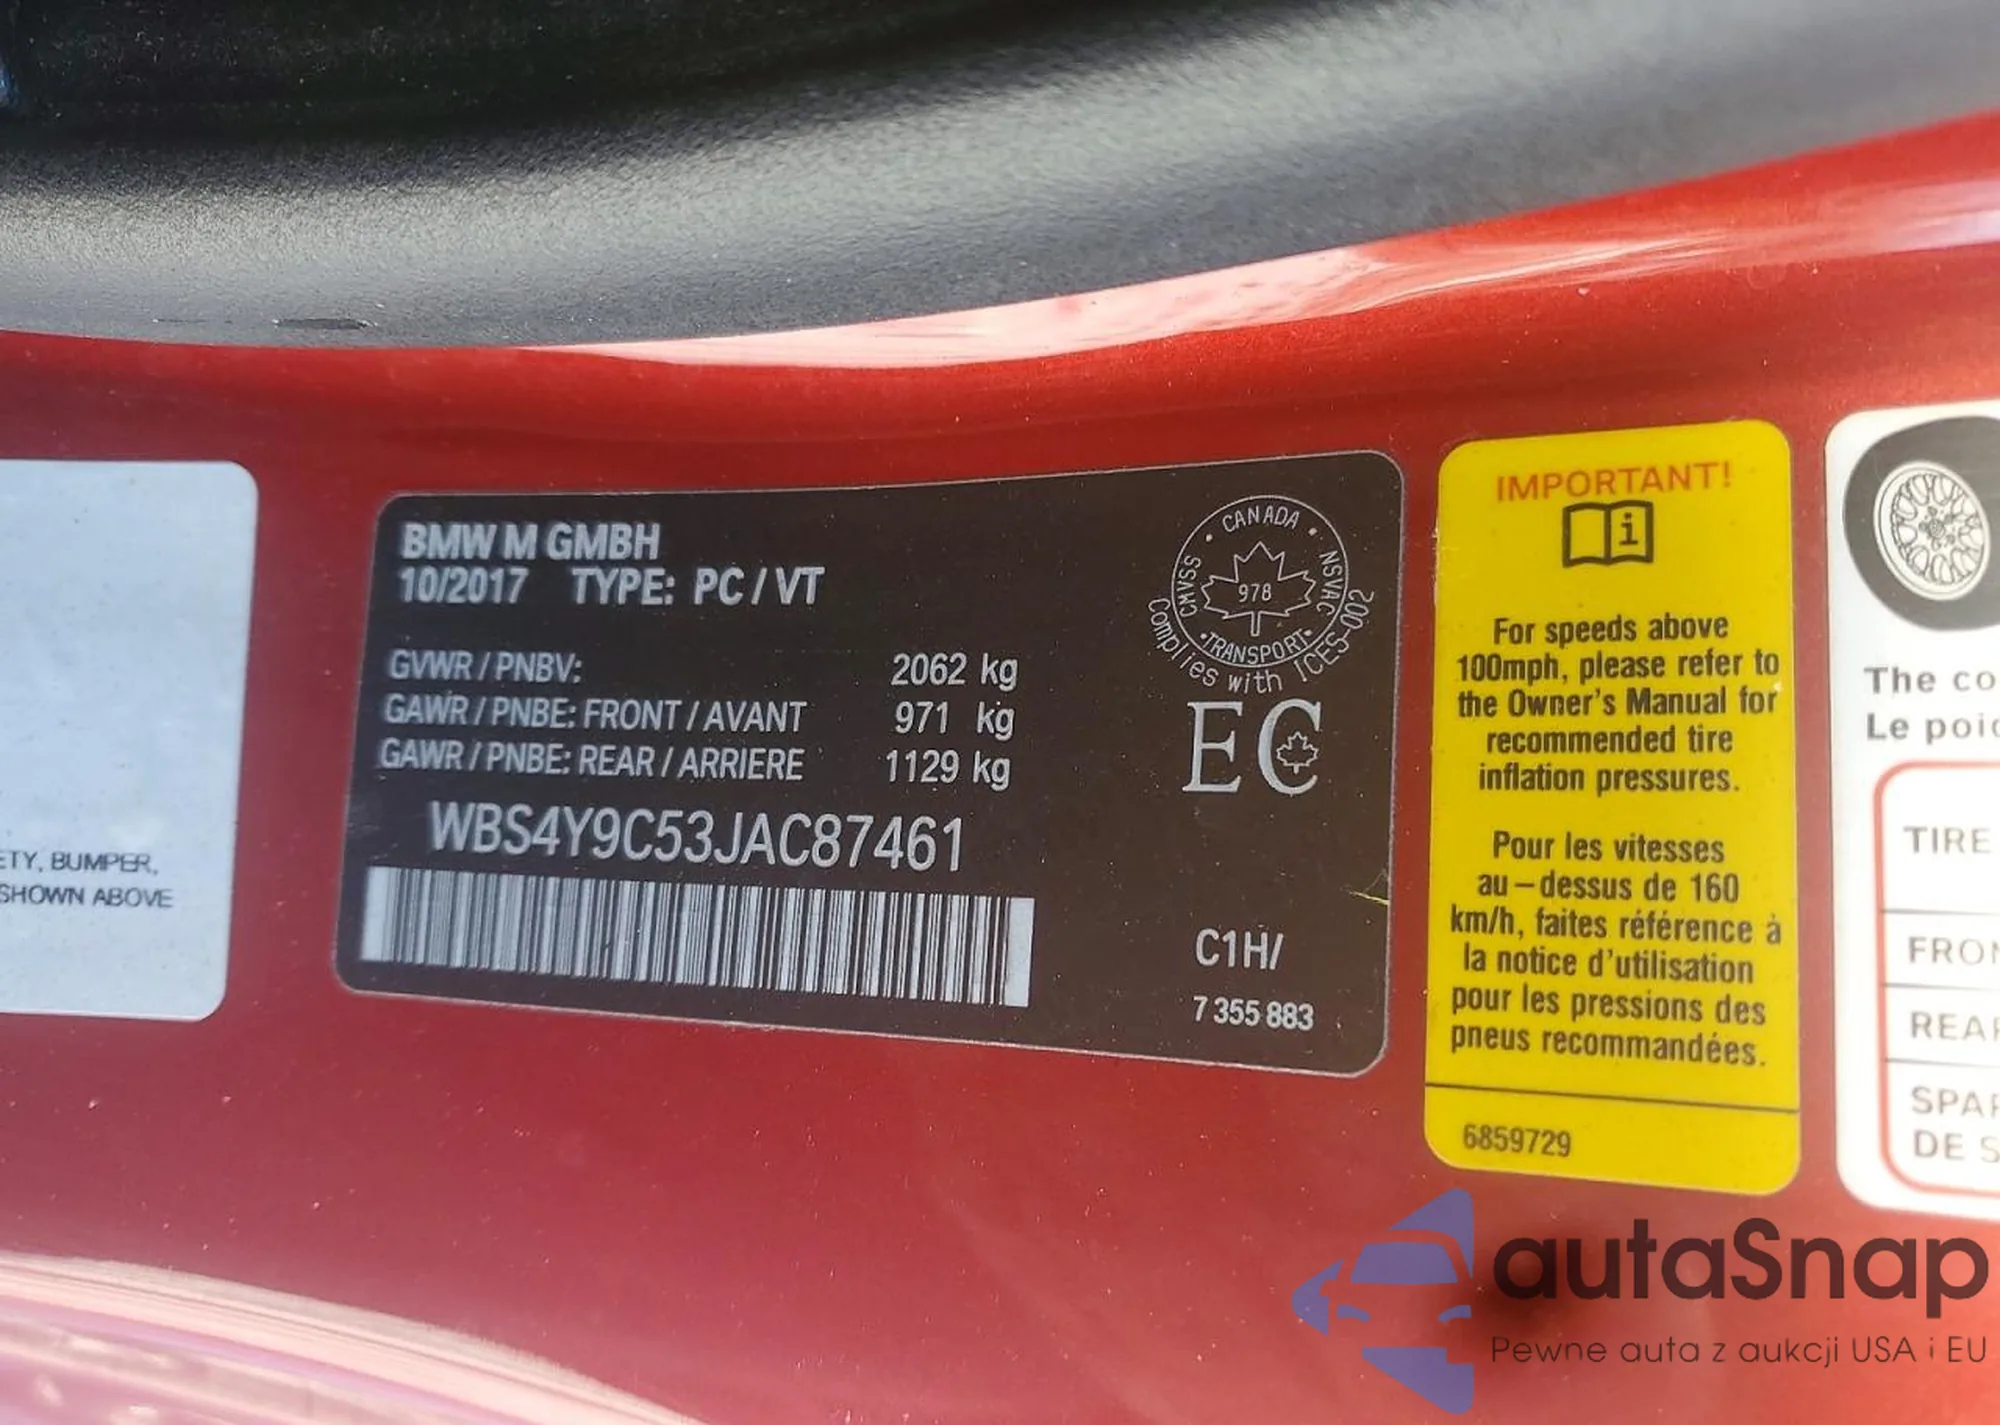 ETY, BUMPER,
SHOWN ABOVE
BMW M GMBH
10/2017 TYPE: PC / VT
GVWR / PNBV: 2062 kg
GAWR / PNBE: FRONT / AVANT 971 kg
GAWR / PNBE: REAR / ARRIERE 1129 kg
WBS4Y9C53JAC87461
CANADA
CMVSS
NSVAC
978
TRANSPORT
Complies with ICES-002
EC
C1H/
7 355 883
IMPORTANT!
i
For speeds above
100mph, please refer to
the Owner's Manual for
recommended tire
inflation pressures.
Pour les vitesses
au–dessus de 160
km/h, faites référence à
la notice d'utilisation
pour les pressions des
pneus recommandées.
6859729
The co
Le poid
TIRE
FRON
REAR
SPAR
DE S
autaSnap
Pewne auta z aukcji USA i EU